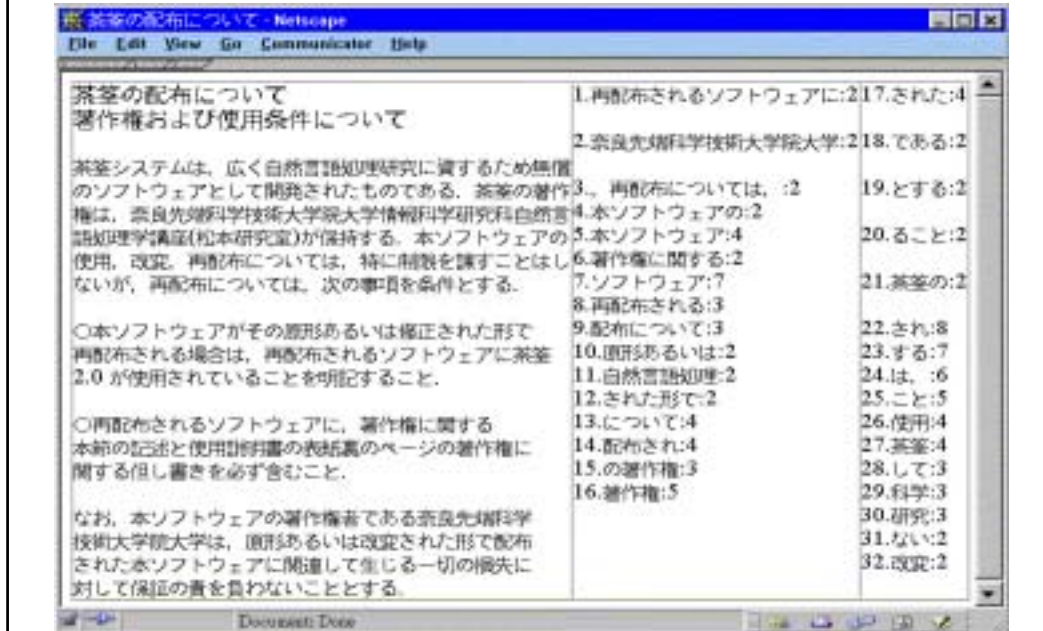 茶筌の配布について - Netscape
File Edit View Go Communicator Help
茶筌の配布について
著作権および使用条件について
茶筌システムは，広く自然言語処理研究に資するため無償
のソフトウェアとして開発されたものである．茶筌の著作
権は，奈良先端科学技術大学院大学情報科学研究科自然言
語処理学講座(松本研究室)が保持する．本ソフトウェアの
使用，改変，再配布については，特に制限を課すことはし
ないが，再配布については，次の事項を条件とする．
○本ソフトウェアがその原形あるいは修正された形で
再配布される場合は，再配布されるソフトウェアに茶筌
2.0 が使用されていることを明記すること．
○再配布されるソフトウェアに，著作権に関する
本節の記述と使用説明書の表紙裏のページの著作権に
関する但し書きを必ず含むこと．
なお，本ソフトウェアの著作権者である奈良先端科学
技術大学院大学は，原形あるいは改変された形で配布
された本ソフトウェアに関連して生じる一切の損失に
対して保証の責を負わないこととする．
1.再配布されるソフトウェアに:2
2.奈良先端科学技術大学院大学:2
3.，再配布については，:2
4.本ソフトウェアの:2
5.本ソフトウェア:4
6.著作権に関する:2
7.ソフトウェア:7
8.再配布される:3
9.配布について:3
10.原形あるいは:2
11.自然言語処理:2
12.された形で:2
13.について:4
14.配布され:4
15.の著作権:3
16.著作権:5
17.された:4
18.である:2
19.とする:2
20.ること:2
21.茶筌の:2
22.され:8
23.する:7
24.は，:6
25.こと:5
26.使用:4
27.茶筌:4
28.して:3
29.科学:3
30.研究:3
31.ない:2
32.改変:2
Document: Done